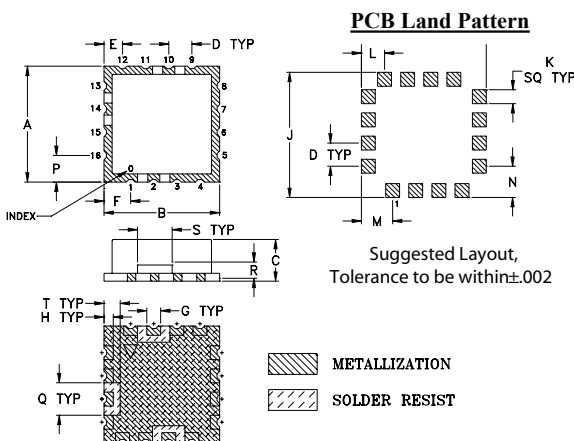 PCB Land Pattern
E
D TYP
12 11 10 9
L
K
SQ TYP
13
14
15
16
8
7
6
5
A
P
0
1 2 3 4
INDEX
F
B
J
D TYP
N
1
M
S TYP
R
C
Suggested Layout,
Tolerance to be within±.002
T TYP
H TYP
G TYP
Q TYP
METALLIZATION
SOLDER RESIST